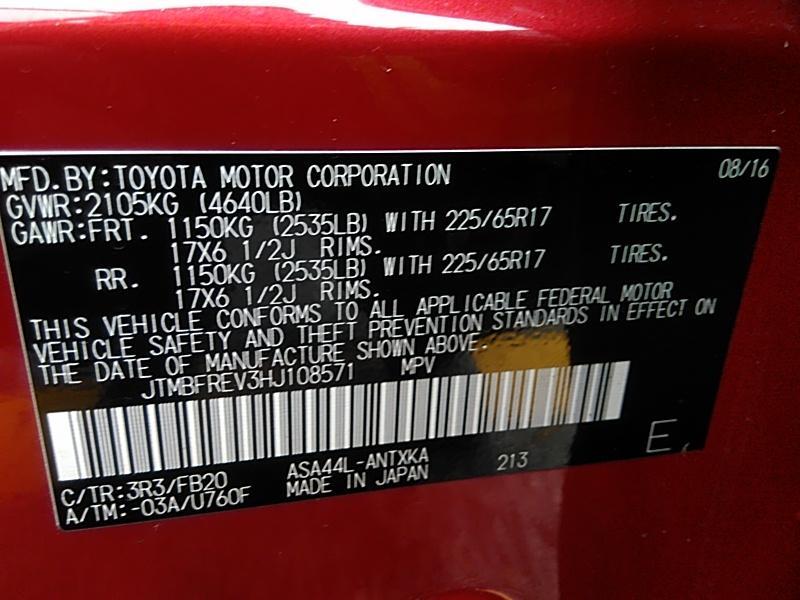 MFD.BY:TOYOTA MOTOR CORPORATION 08/16
GVWR:2105KG (4640LB)
GAWR:FRT. 1150KG (2535LB) WITH 225/65R17 TIRES.
17X6 1/2J RIMS.
RR. 1150KG (2535LB) WITH 225/65R17 TIRES.
17X6 1/2J RIMS.
THIS VEHICLE CONFORMS TO ALL APPLICABLE FEDERAL MOTOR
VEHICLE SAFETY AND THEFT PREVENTION STANDARDS IN EFFECT ON
THE DATE OF MANUFACTURE SHOWN ABOVE.
JTMBFREV3HJ108571 MPV
C/TR:3R3/FB20 ASA44L-ANTXKA 213 E
A/TM:-03A/U760F MADE IN JAPAN